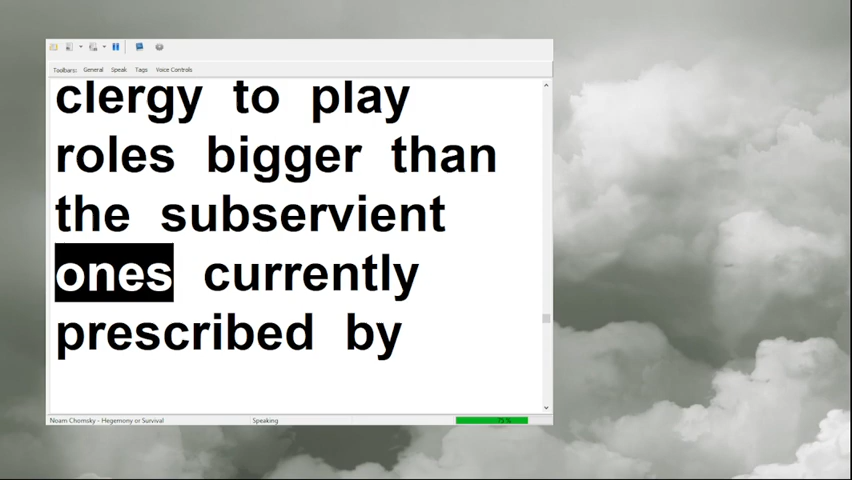 Toolbars: General Speak Tags Voice Controls
clergy to play
roles bigger than
the subservient
ones currently
prescribed by
Noam Chomsky - Hegemony or Survival Speaking 75 %